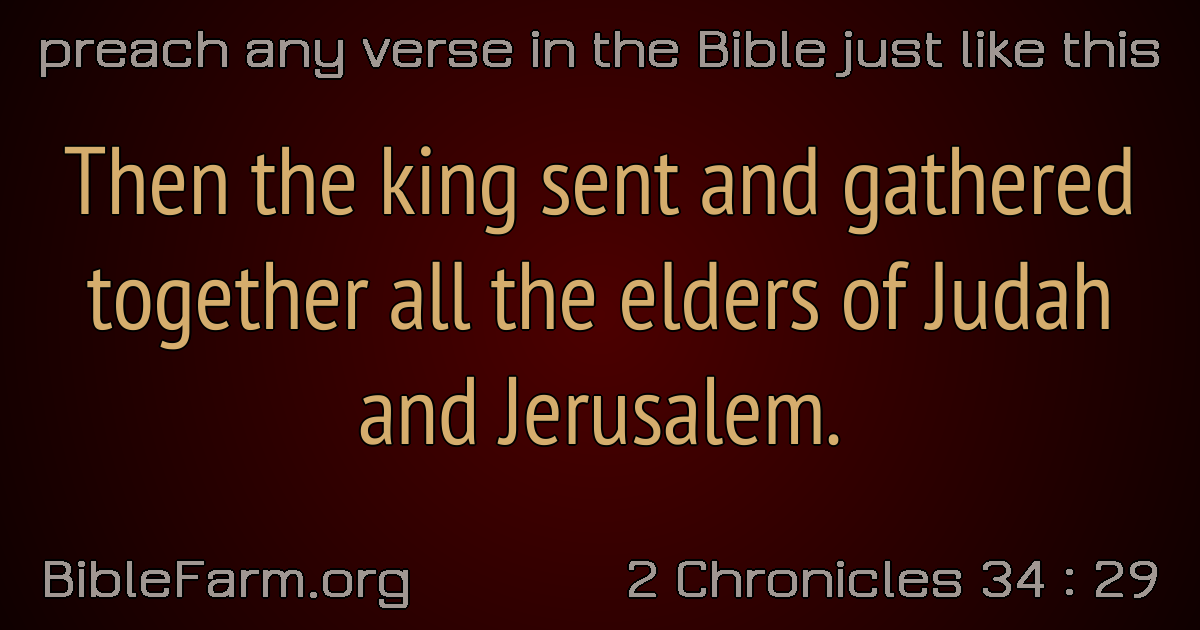 preach any verse in the Bible just like this
Then the king sent and gathered
together all the elders of Judah
and Jerusalem.
BibleFarm.org
2 Chronicles 34 : 29